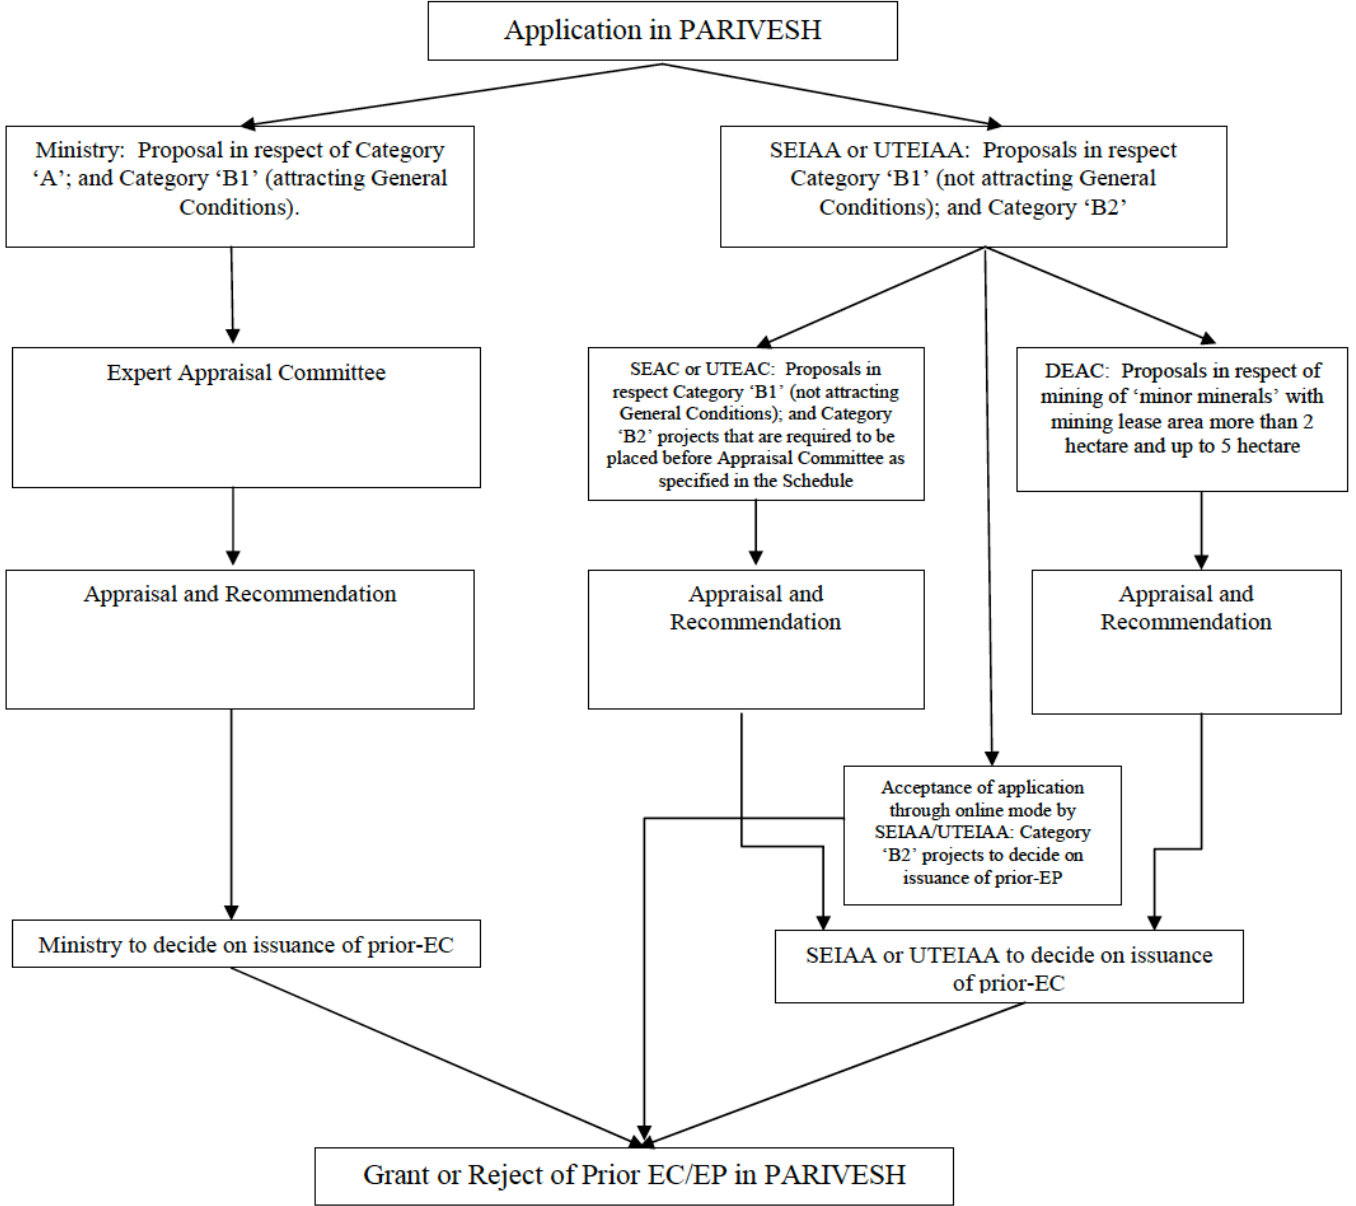 Application in PARIVESH
Ministry: Proposal in respect of Category
‘A’; and Category ‘B1’ (attracting General
Conditions).
SEIAA or UTEIAA: Proposals in respect
Category ‘B1’ (not attracting General
Conditions); and Category ‘B2’
Expert Appraisal Committee
SEAC or UTEAC: Proposals in
respect Category ‘B1’ (not attracting
General Conditions); and Category
‘B2’ projects that are required to be
placed before Appraisal Committee as
specified in the Schedule
DEAC: Proposals in respect of
mining of ‘minor minerals’ with
mining lease area more than 2
hectare and up to 5 hectare
Appraisal and Recommendation
Appraisal and
Recommendation
Appraisal and
Recommendation
Acceptance of application
through online mode by
SEIAA/UTEIAA: Category
‘B2’ projects to decide on
issuance of prior-EP
Ministry to decide on issuance of prior-EC
SEIAA or UTEIAA to decide on issuance
of prior-EC
Grant or Reject of Prior EC/EP in PARIVESH